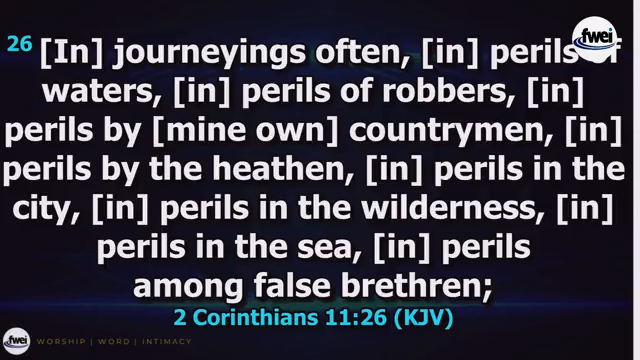 fwei
26 [In] journeyings often, [in] perils of
waters, [in] perils of robbers, [in]
perils by [mine own] countrymen, [in]
perils by the heathen, [in] perils in the
city, [in] perils in the wilderness, [in]
perils in the sea, [in] perils
among false brethren;
2 Corinthians 11:26 (KJV)
fwei WORSHIP | WORD | INTIMACY